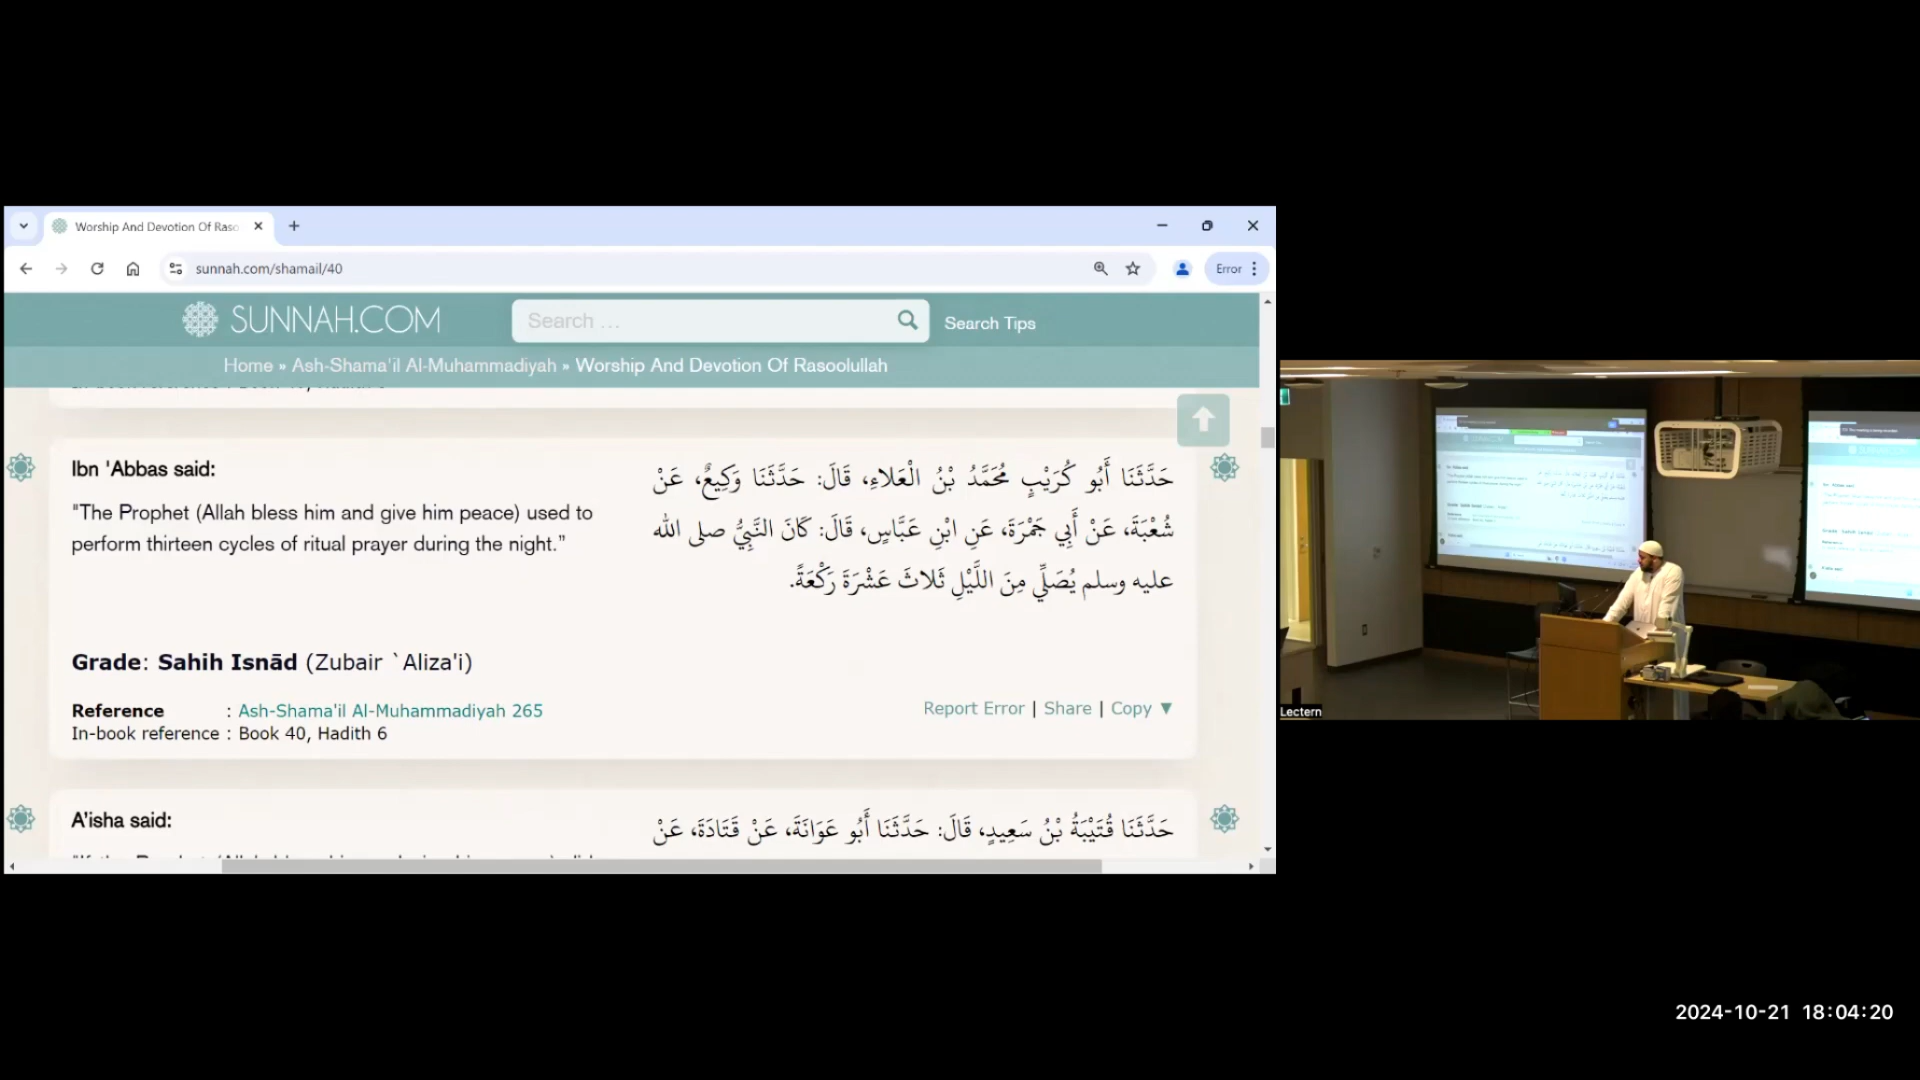 Worship And Devotion Of Raso
sunnah.com/shamail/40
Error
SUNNAH.COM
Search ...
Search Tips
Home » Ash-Shama'il Al-Muhammadiyah » Worship And Devotion Of Rasoolullah
Ibn 'Abbas said:
"The Prophet (Allah bless him and give him peace) used to
perform thirteen cycles of ritual prayer during the night.”
حَدَّثَنَا أَبُو كُرَيْبٍ مُحَمَّدُ بْنُ الْعَلاءِ، قَالَ: حَدَّثَنَا وَكِيعٌ، عَنْ
شُعْبَةَ، عَنْ أَبِي جَمْرَةَ، عَنِ ابْنِ عَبَّاسٍ، قَالَ: كَانَ النَّبِيُّ صلى الله
عليه وسلم يُصَلِّي مِنَ اللَّيْلِ ثَلاثَ عَشْرَةَ رَكْعَةً.
Grade: Sahih Isnād (Zubair `Aliza'i)
Reference : Ash-Shama'il Al-Muhammadiyah 265
In-book reference : Book 40, Hadith 6
Report Error | Share | Copy ▼
A'isha said:
حَدَّثَنَا قُتَيْبَةُ بْنُ سَعِيدٍ، قَالَ: حَدَّثَنَا أَبُو عَوَانَةَ، عَنْ قَتَادَةَ، عَنْ
Lectern
2024-10-21 18:04:20